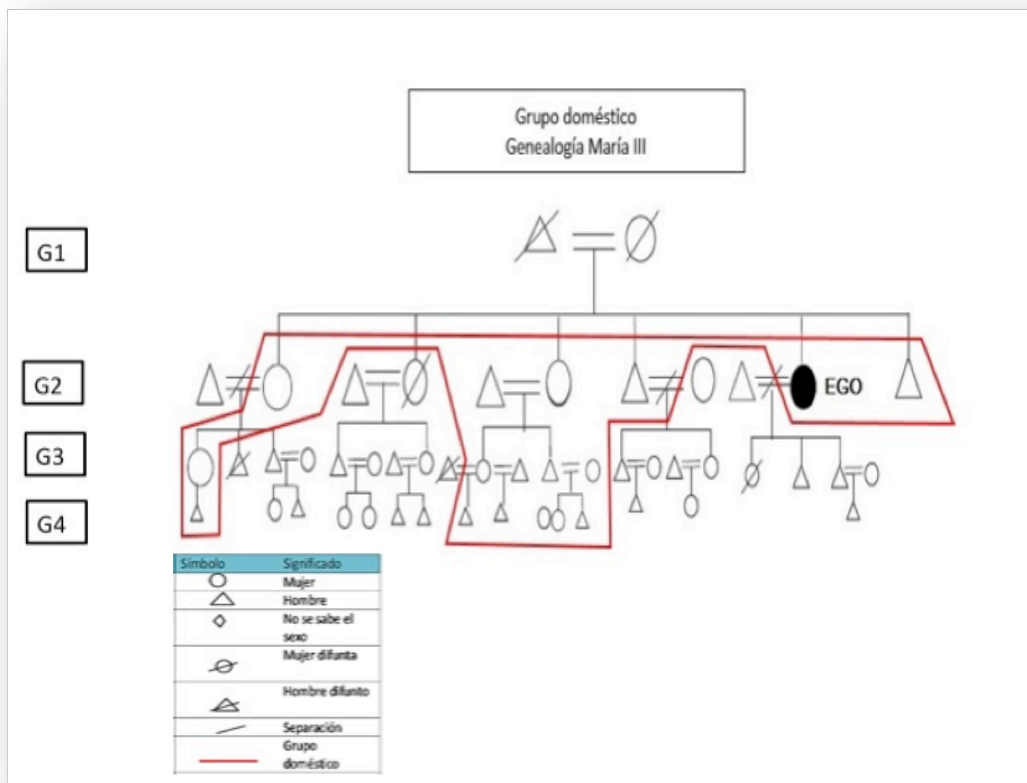 Grupo doméstico
Genealogía María III
G1
G2
EGO
G3
G4
Símbolo Significado
Mujer
Hombre
No se sabe el
sexo
Mujer difunta
Hombre difunto
Separación
Grupo
doméstico